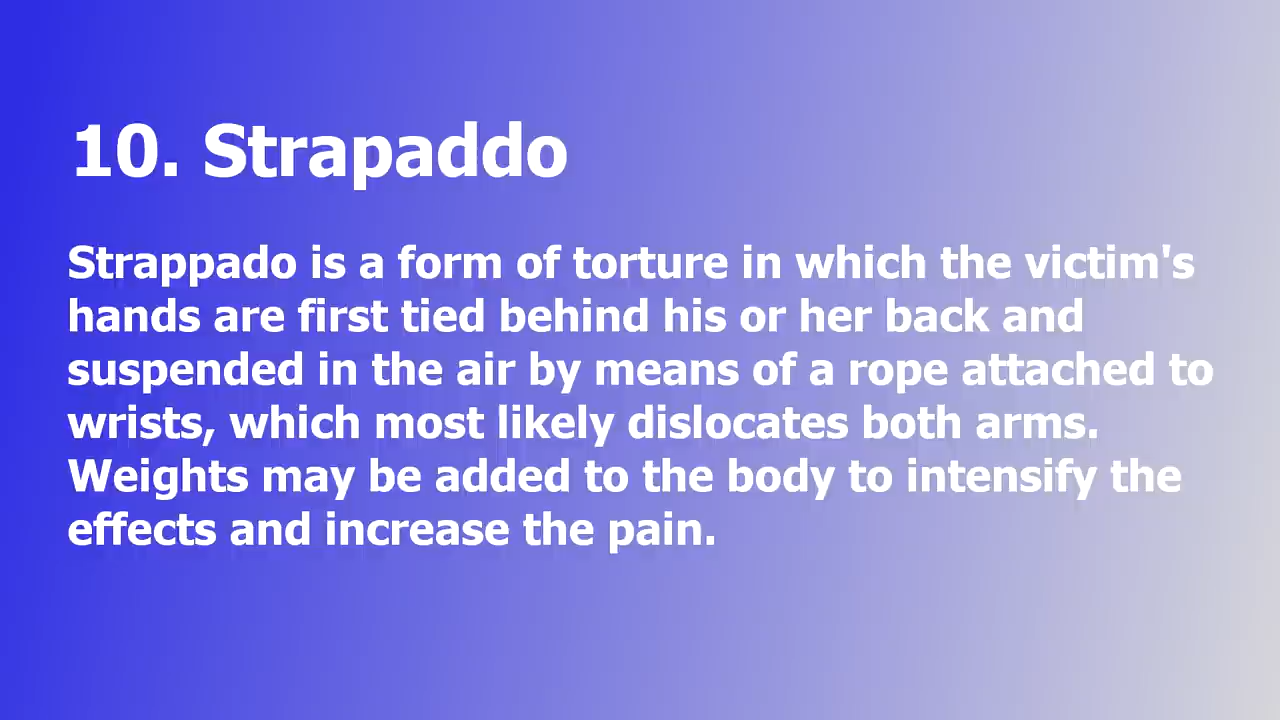 10. Strapaddo
Strappado is a form of torture in which the victim's
hands are first tied behind his or her back and
suspended in the air by means of a rope attached to
wrists, which most likely dislocates both arms.
Weights may be added to the body to intensify the
effects and increase the pain.